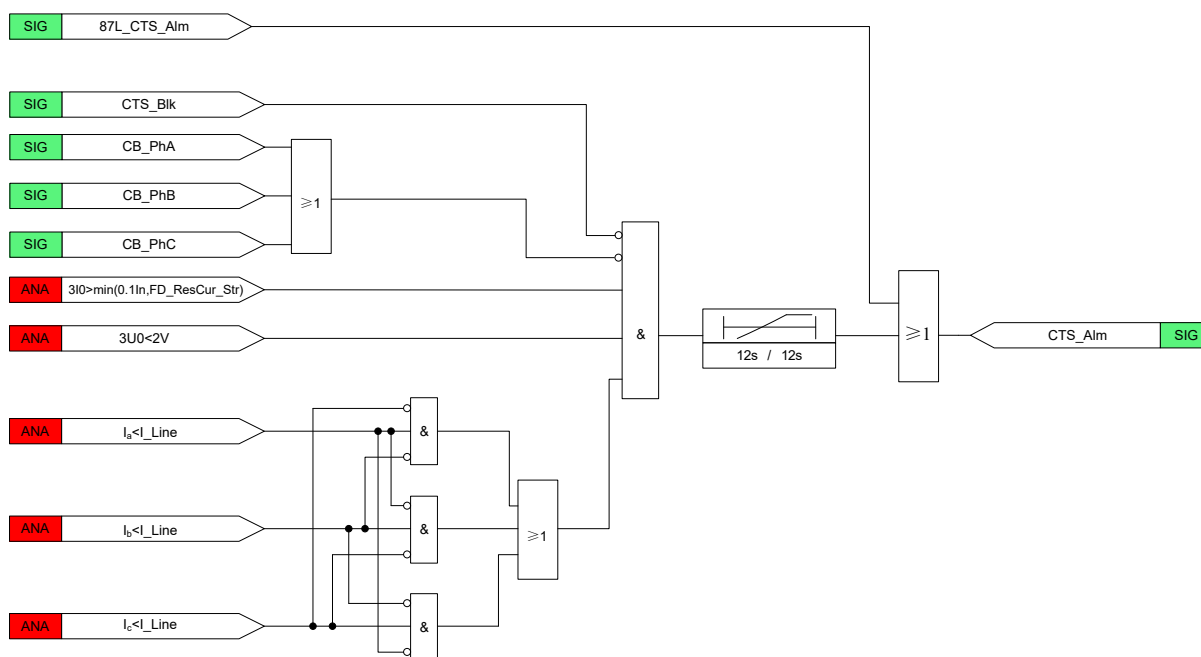 SIG 87L_CTS_Alm
SIG CTS_Blk
SIG CB_PhA
SIG CB_PhB
≥1
SIG CB_PhC
ANA 3I0>min(0.1In,FD_ResCur_Str)
ANA 3U0<2V
&
12s / 12s
≥1
CTS_Alm SIG
ANA Ia<I_Line
&
ANA Ib<I_Line
&
≥1
ANA Ic<I_Line
&